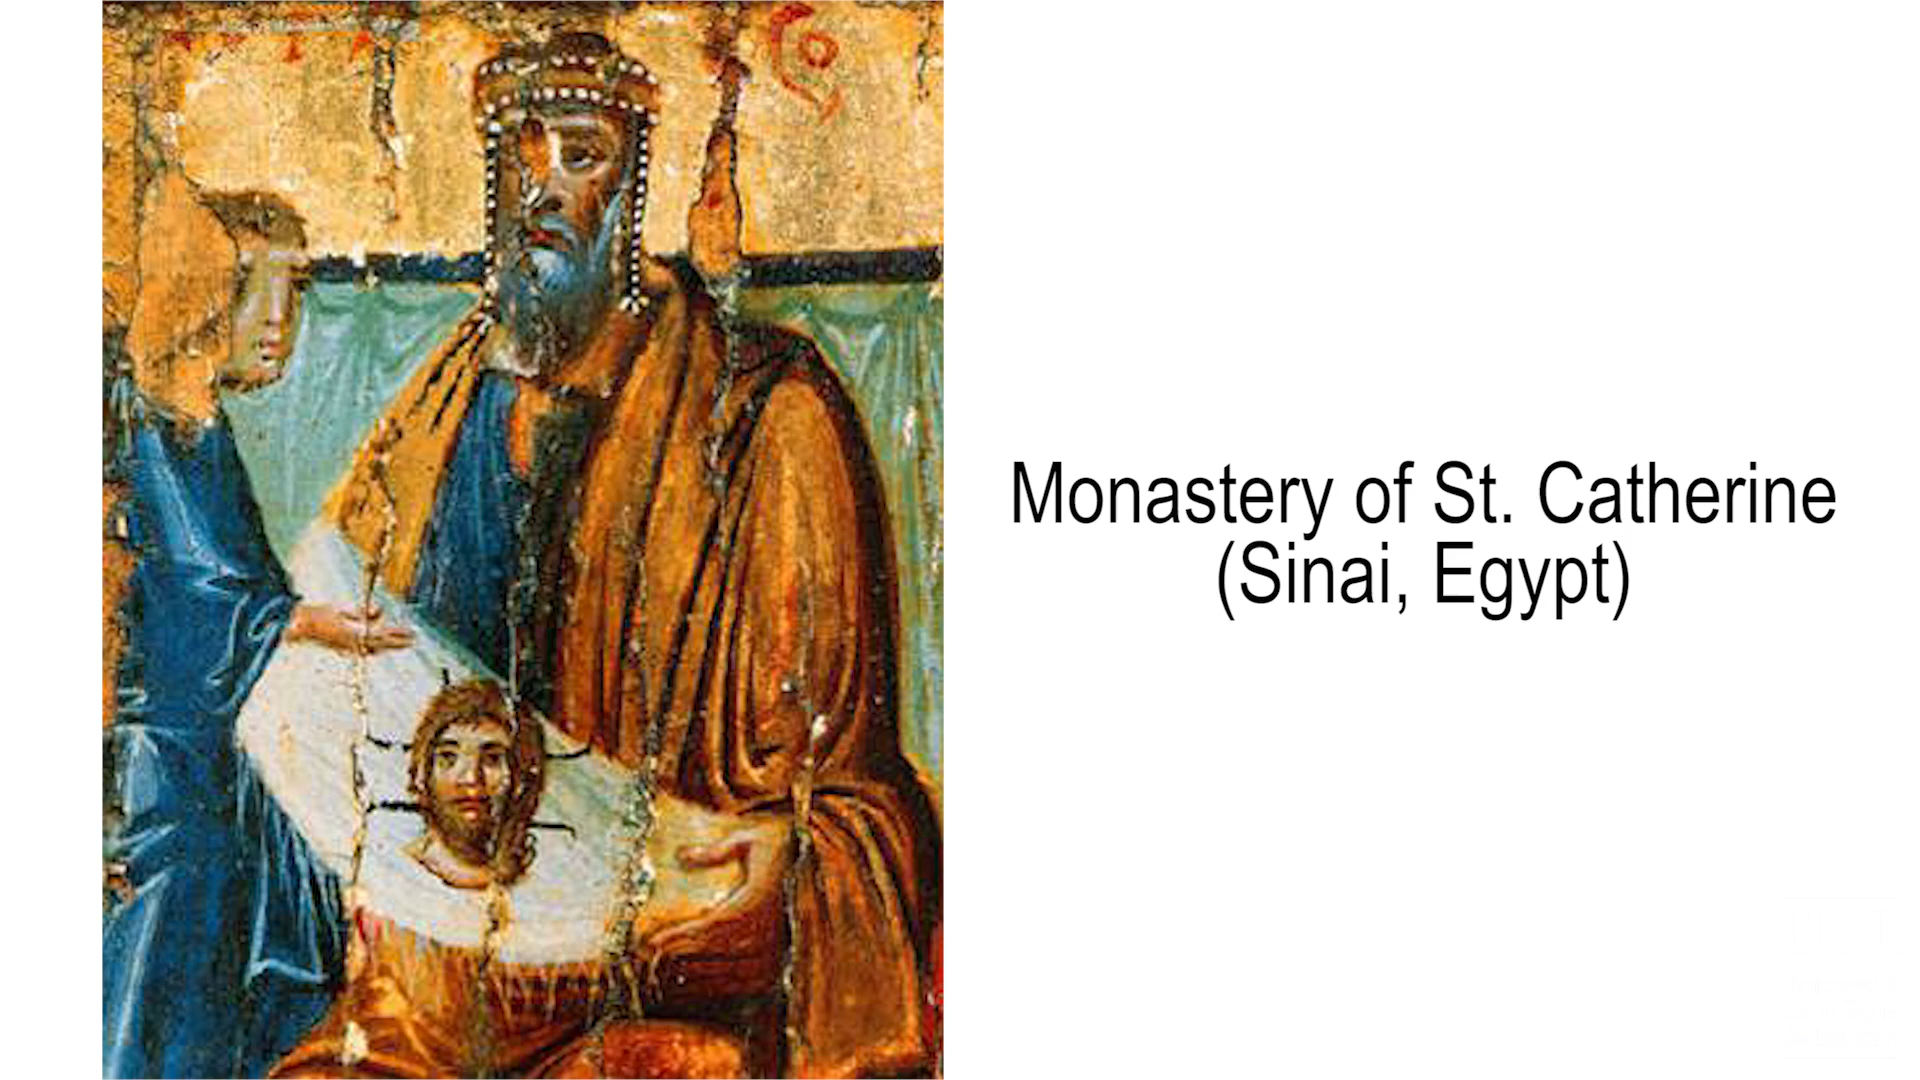 Monastery of St. Catherine
(Sinai, Egypt)